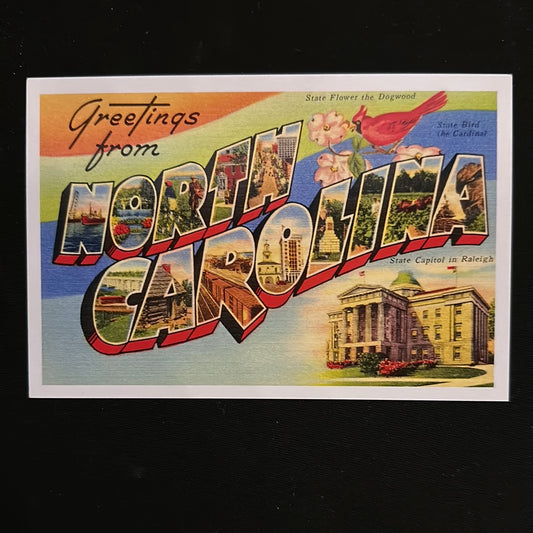 Greetings
from
NORTH
CAROLINA
State Flower the Dogwood
State Bird
the Cardinal
State Capitol in Raleigh